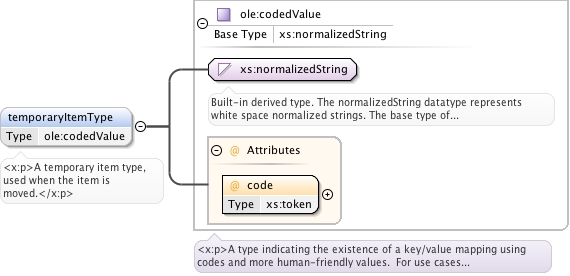 ole:codedValue
Base Type xs:normalizedString
xs:normalizedString
Built-in derived type. The normalizedString datatype represents
white space normalized strings. The base type of...
temporaryItemType
Type ole:codedValue
<x:p>A temporary item type,
used when the item is
moved.</x:p>
@ Attributes
@ code
Type xs:token
<x:p>A type indicating the existence of a key/value mapping using
codes and more human-friendly values.  For use cases...